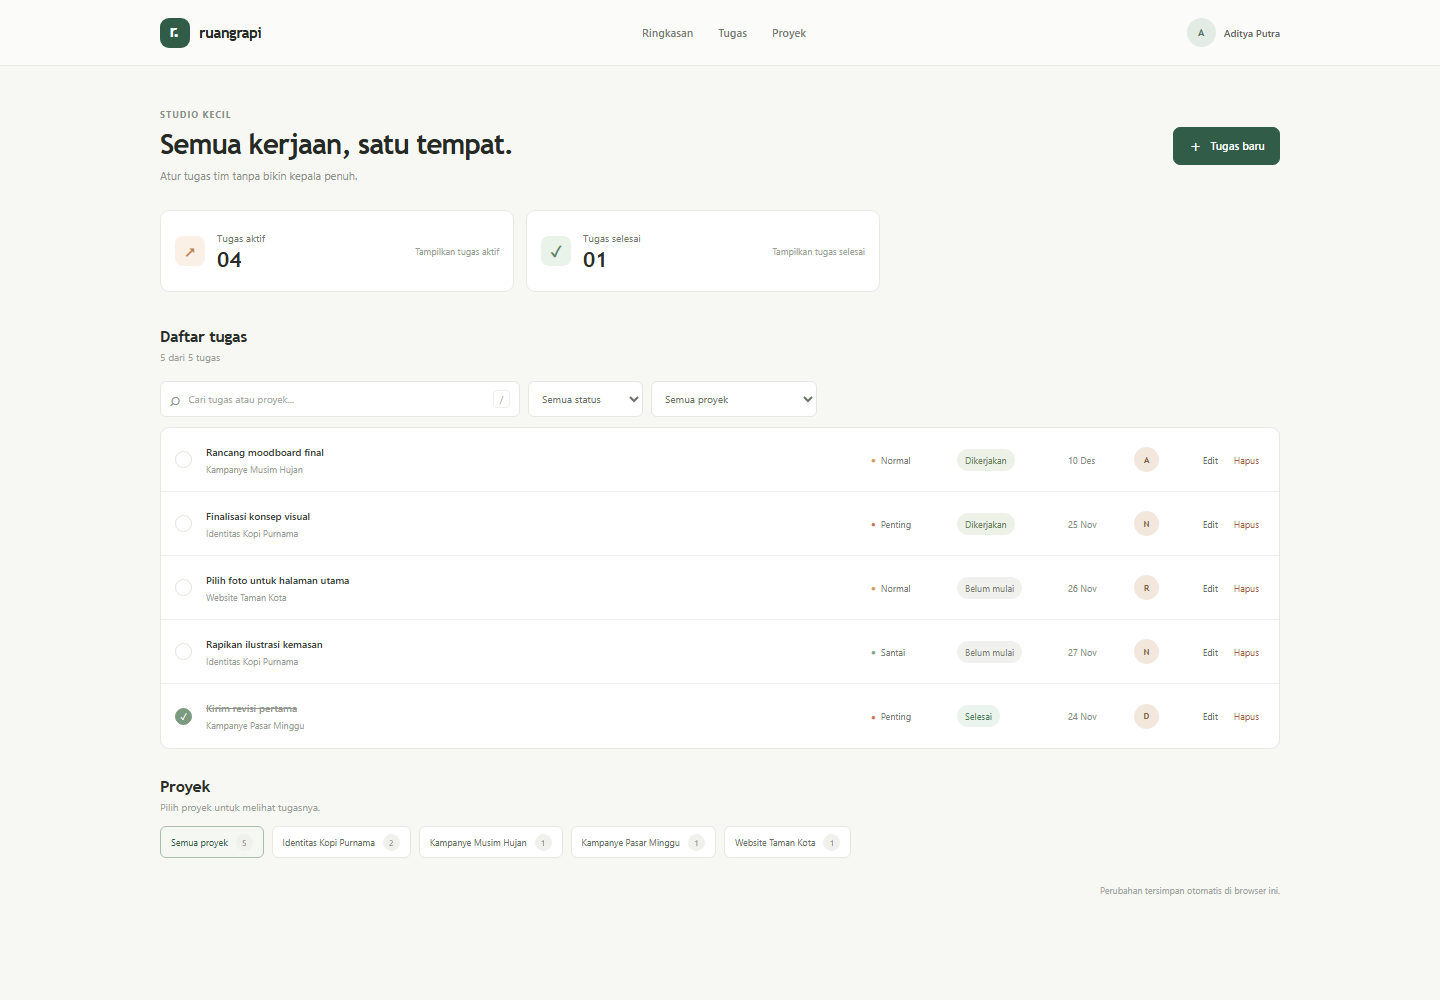 r. ruangrapi
Ringkasan Tugas Proyek
A Aditya Putra
STUDIO KECIL
Semua kerjaan, satu tempat.
Atur tugas tim tanpa bikin kepala penuh.
+ Tugas baru
↗ Tugas aktif
04
Tampilkan tugas aktif
✓ Tugas selesai
01
Tampilkan tugas selesai
Daftar tugas
5 dari 5 tugas
Cari tugas atau proyek... /
Semua status
Semua proyek
Rancang moodboard final
Kampanye Musim Hujan
Normal Dikerjakan 10 Des A Edit Hapus
Finalisasi konsep visual
Identitas Kopi Purnama
Penting Dikerjakan 25 Nov N Edit Hapus
Pilih foto untuk halaman utama
Website Taman Kota
Normal Belum mulai 26 Nov R Edit Hapus
Rapikan ilustrasi kemasan
Identitas Kopi Purnama
Santai Belum mulai 27 Nov N Edit Hapus
Kirim revisi pertama
Kampanye Pasar Minggu
Penting Selesai 24 Nov D Edit Hapus
Proyek
Pilih proyek untuk melihat tugasnya.
Semua proyek 5 Identitas Kopi Purnama 2 Kampanye Musim Hujan 1 Kampanye Pasar Minggu 1 Website Taman Kota 1
Perubahan tersimpan otomatis di browser ini.